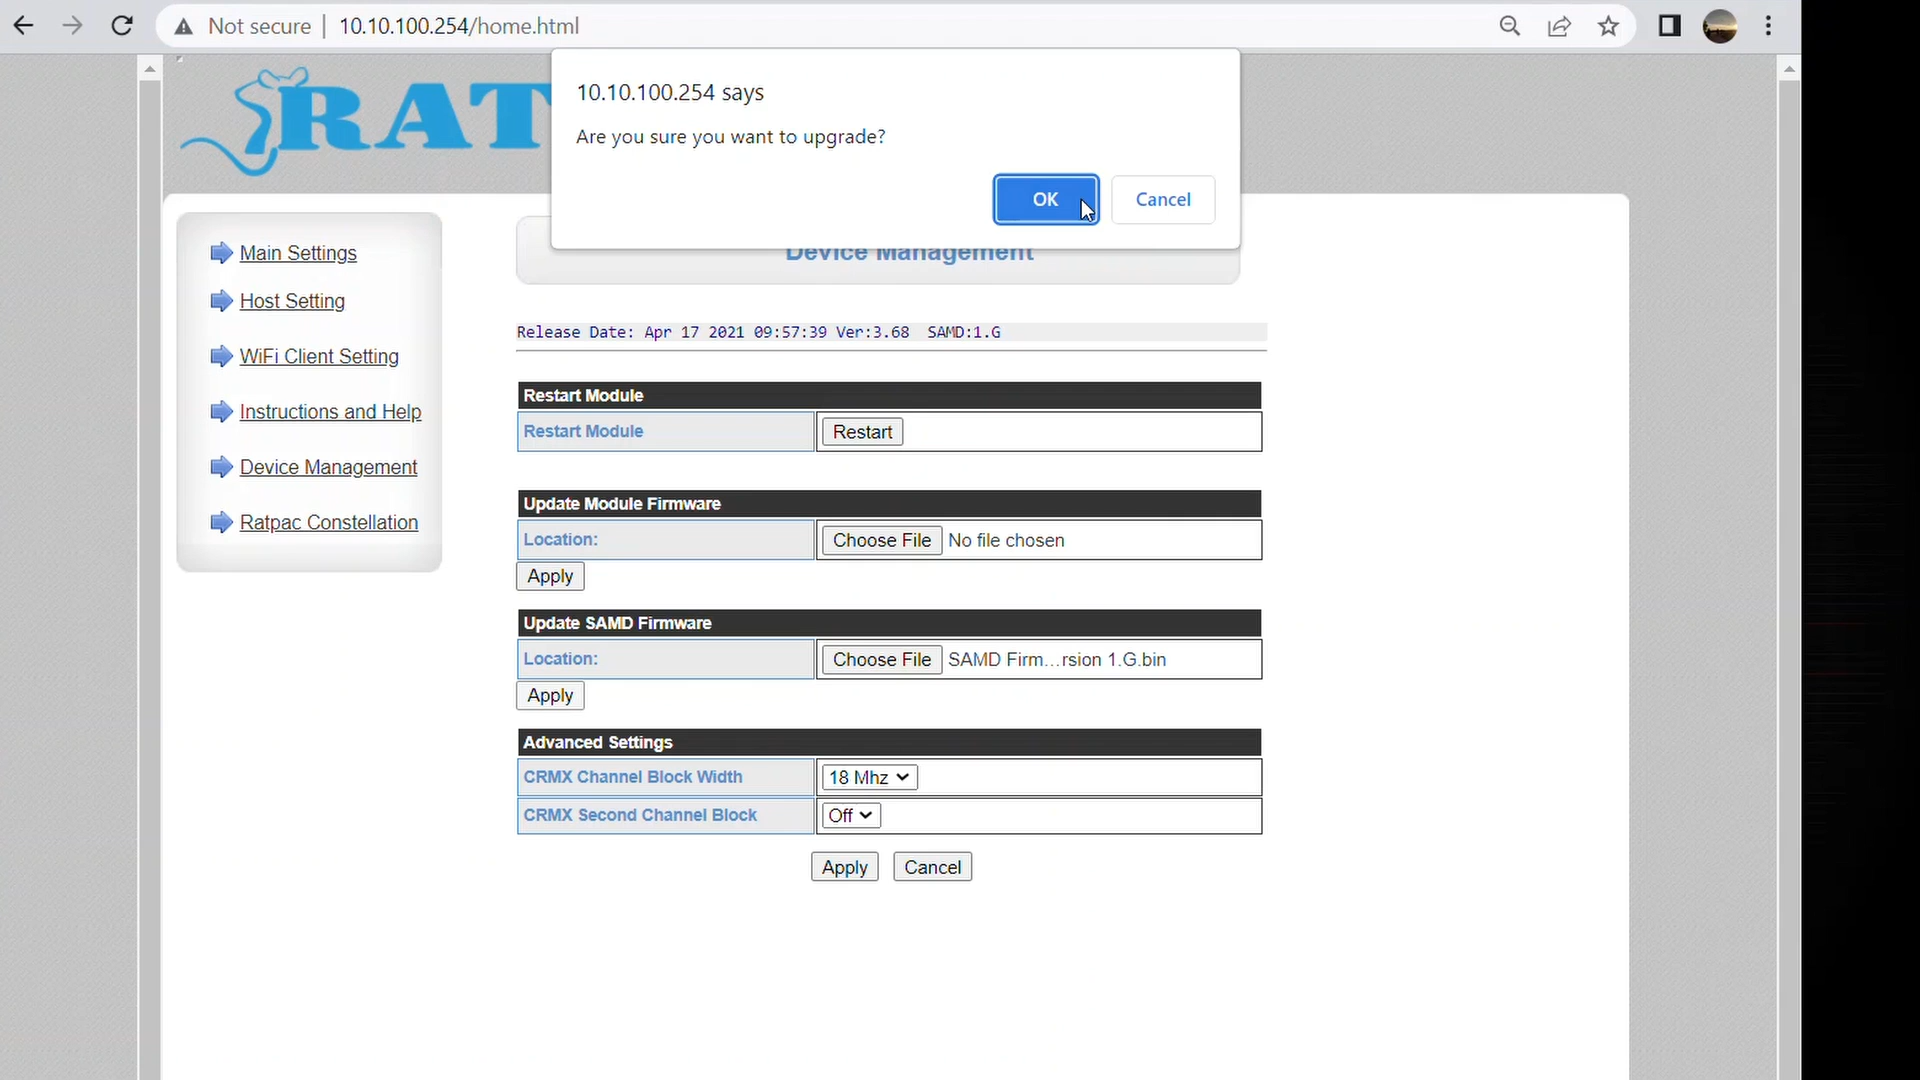 Not secure | 10.10.100.254/home.html
RAT
10.10.100.254 says
Are you sure you want to upgrade?
OK
Cancel
Main Settings
Host Setting
WiFi Client Setting
Instructions and Help
Device Management
Ratpac Constellation
Device Management
Release Date: Apr 17 2021 09:57:39 Ver:3.68 SAMD:1.G
Restart Module
Restart Module
Restart
Update Module Firmware
Location:
Choose File No file chosen
Apply
Update SAMD Firmware
Location:
Choose File SAMD Firm...rsion 1.G.bin
Apply
Advanced Settings
CRMX Channel Block Width
18 Mhz
CRMX Second Channel Block
Off
Apply
Cancel